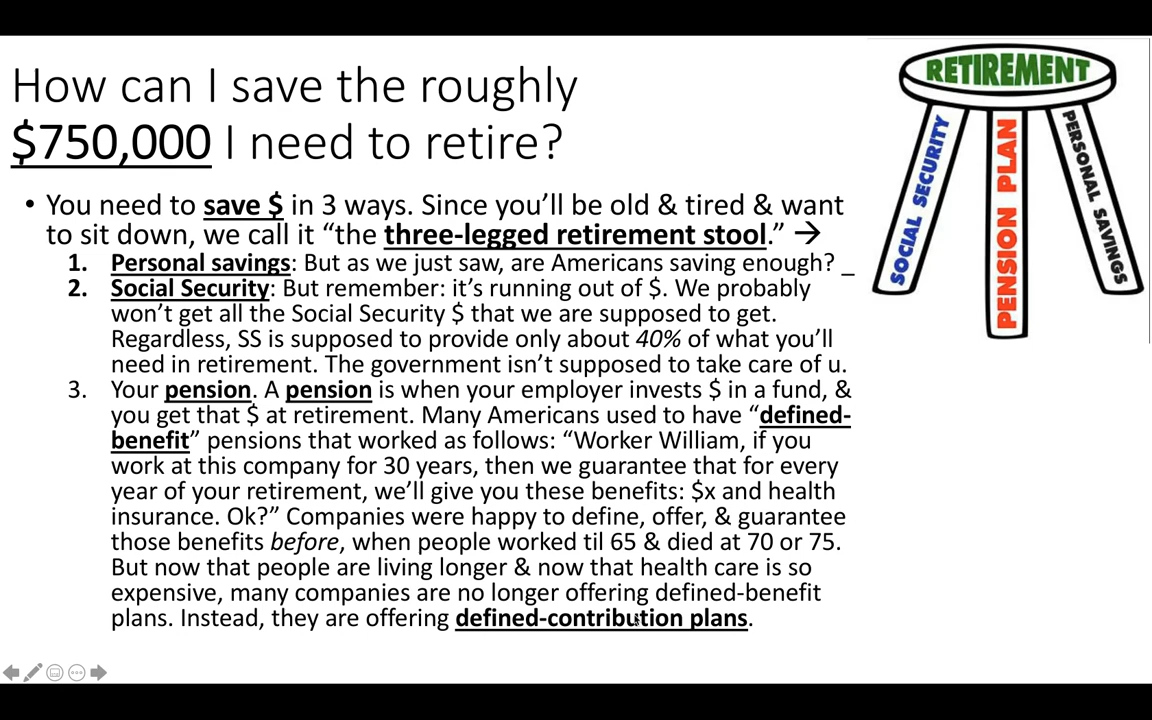 How can I save the roughly
$750,000 I need to retire?
• You need to save $ in 3 ways. Since you’ll be old & tired & want
to sit down, we call it “the three-legged retirement stool.” →
1. Personal savings: But as we just saw, are Americans saving enough? _
2. Social Security: But remember: it’s running out of $. We probably
won’t get all the Social Security $ that we are supposed to get.
Regardless, SS is supposed to provide only about 40% of what you’ll
need in retirement. The government isn’t supposed to take care of u.
3. Your pension. A pension is when your employer invests $ in a fund, &
you get that $ at retirement. Many Americans used to have “defined-
benefit” pensions that worked as follows: “Worker William, if you
work at this company for 30 years, then we guarantee that for every
year of your retirement, we’ll give you these benefits: $x and health
insurance. Ok?” Companies were happy to define, offer, & guarantee
those benefits before, when people worked til 65 & died at 70 or 75.
But now that people are living longer & now that health care is so
expensive, many companies are no longer offering defined-benefit
plans. Instead, they are offering defined-contribution plans.
RETIREMENT
SOCIAL SECURITY
PENSION PLAN
PERSONAL SAVINGS